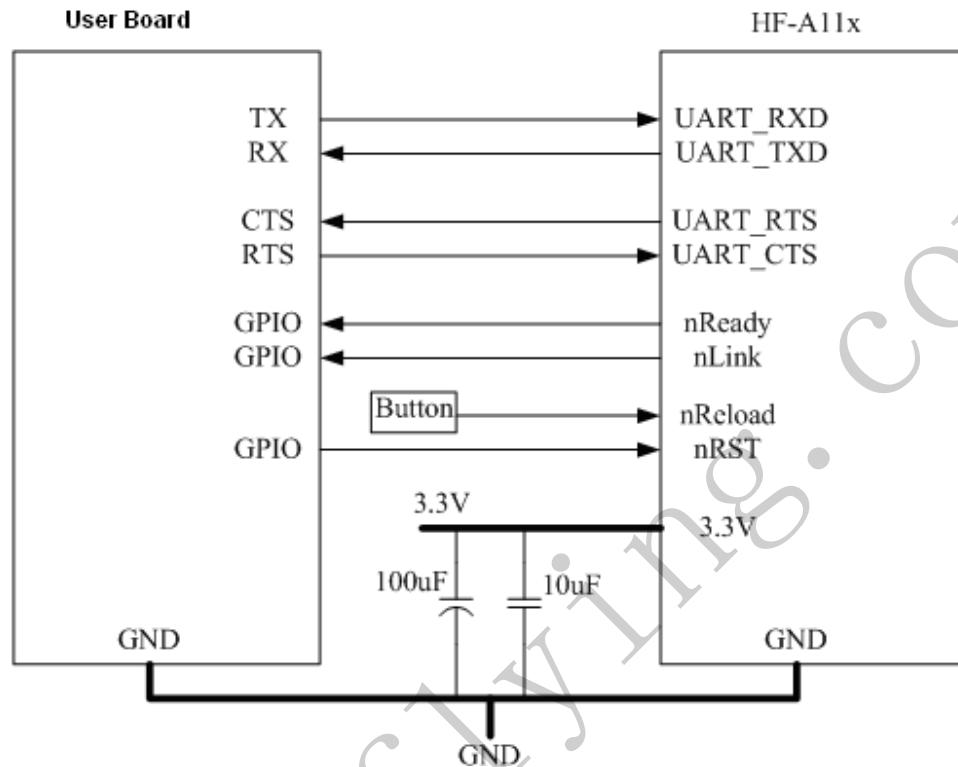 User Board
HF-A11x
TX
UART_RXD
RX
UART_TXD
CTS
UART_RTS
RTS
UART_CTS
GPIO
nReady
GPIO
nLink
Button
nReload
GPIO
nRST
3.3V
3.3V
100uF
10uF
GND
GND
GND